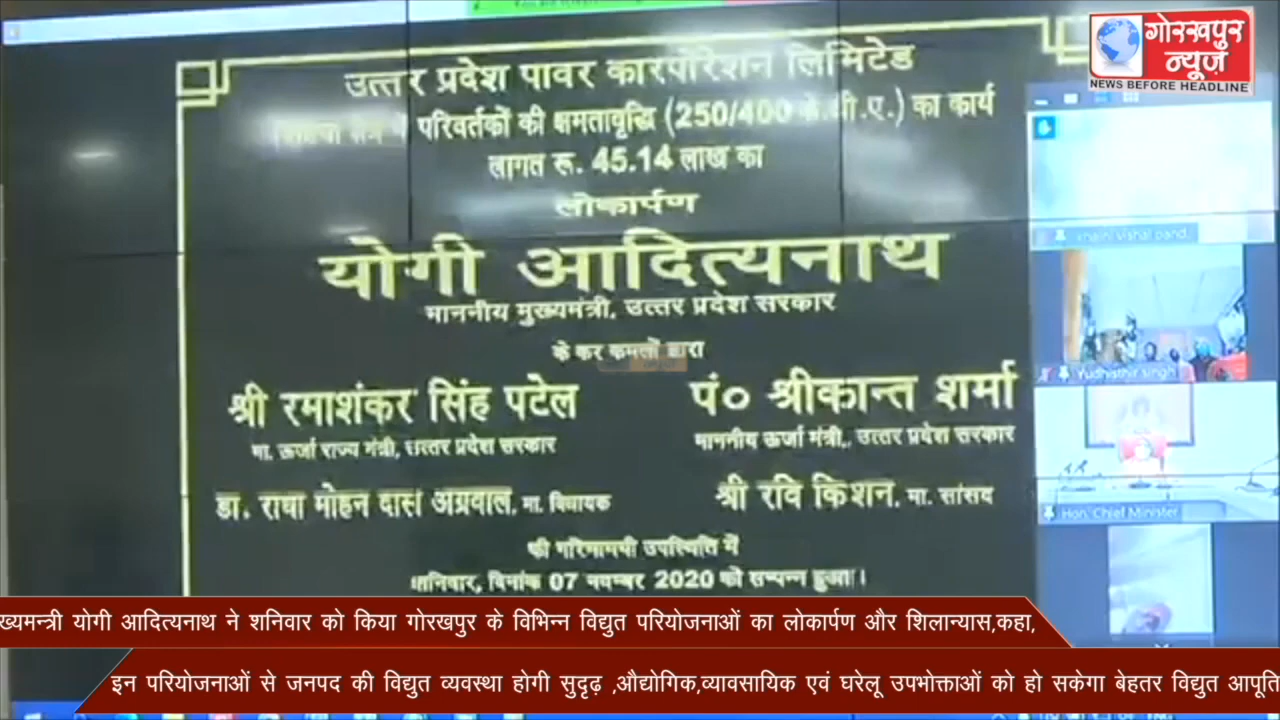 गोरखपुर
न्यूज़
NEWS BEFORE HEADLINE
उत्तर प्रदेश पावर कारपोरेशन लिमिटेड
परिवर्तकों की क्षमतावृद्धि (250/400 के.वी.ए.) का कार्य
लागत रू. 45.14 लाख का
लोकार्पण
योगी आदित्यनाथ
माननीय मुख्यमंत्री, उत्तर प्रदेश सरकार
के कर कमलों द्वारा
श्री रमाशंकर सिंह पटेल
मा. ऊर्जा राज्य मंत्री, उत्तर प्रदेश सरकार
पं० श्रीकान्त शर्मा
माननीय ऊर्जा मंत्री,, उत्तर प्रदेश सरकार
डा. राधा मोहन दास अग्रवाल, मा. विधायक
श्री रवि किशन, मा. सांसद
की गरिमामयी उपस्थिति में
शनिवार, दिनांक 07 नवम्बर 2020 को सम्पन्न हुआ।
Yudhisthir singh
Hon. Chief Minister
ख्यमन्त्री योगी आदित्यनाथ ने शनिवार को किया गोरखपुर के विभिन्न विद्युत परियोजनाओं का लोकार्पण और शिलान्यास,कहा,
इन परियोजनाओं से जनपद की विद्युत व्यवस्था होगी सुदृढ़ ,औद्योगिक,व्यावसायिक एवं घरेलू उपभोक्ताओं को हो सकेगा बेहतर विद्युत आपूर्ति